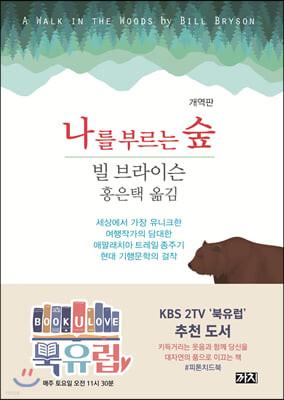 A WALK IN THE WOODS by BILL BRYSON
개역판
나를 부르는 숲
빌 브라이슨
홍은택 옮김
세상에서 가장 유니크한
여행작가의 담대한
애팔래치아 트레일 종주기
현대 기행문학의 걸작
BOOK U LOVE
북유럽
매주 토요일 오전 11시 30분
KBS 2TV '북유럽'
추천 도서
키득거리는 웃음과 함께 당신을
대자연의 품으로 이끄는 책
#피톤치드북
까치